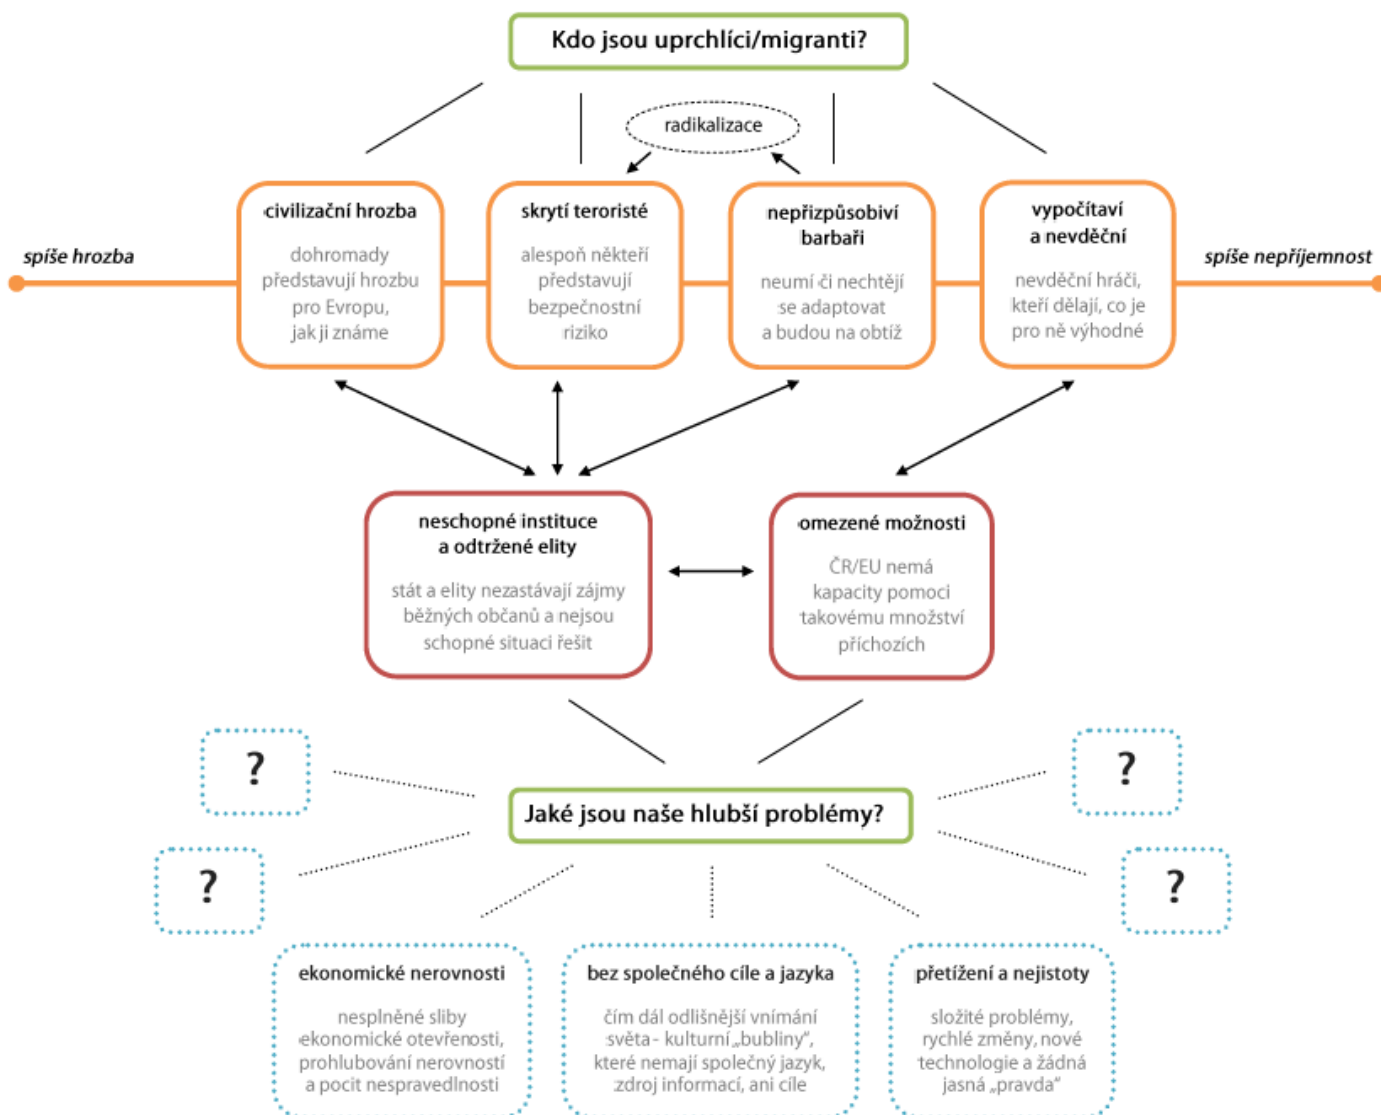 Kdo jsou uprchlíci/migranti?
radikalizace
spíše hrozba
civilizační hrozba
dohromady
představují hrozbu
pro Evropu,
jak ji známe
skrytí teroristé
alespoň někteří
představují
bezpečnostní
riziko
nepřizpůsobiví
barbaři
neumí či nechtějí
se adaptovat
a budou na obtíž
vypočítaví
a nevděční
nevděční hráči,
kteří dělají, co je
pro ně výhodné
spíše nepříjemnost
neschopné instituce
a odtržené elity
stát a elity nezastávají zájmy
běžných občanů a nejsou
schopné situaci řešit
omezené možnosti
ČR/EU nemá
kapacity pomoci
takovému množství
příchozích
?
?
Jaké jsou naše hlubší problémy?
?
?
ekonomické nerovnosti
nesplněné sliby
ekonomické otevřenosti,
prohlubování nerovností
a pocit nespravedlnosti
bez společného cíle a jazyka
čím dál odlišnější vnímání
světa - kulturní „bubliny“,
které nemají společný jazyk,
zdroj informací, ani cíle
přetížení a nejistoty
složité problémy,
rychlé změny, nové
technologie a žádná
jasná „pravda“